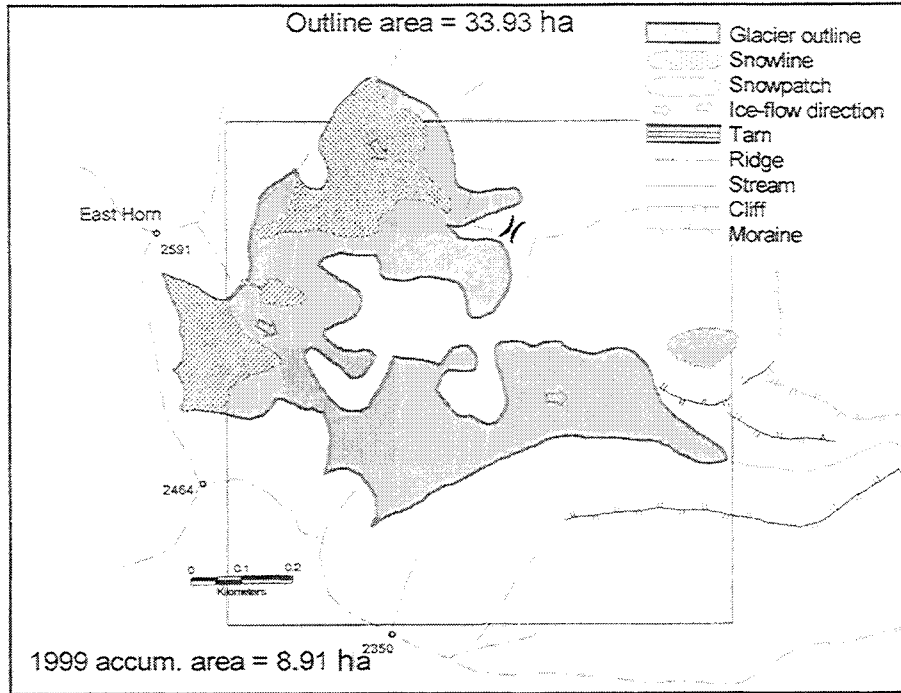 Outline area = 33.93 ha
Glacier outline
Snowline
Snowpatch
Ice-flow direction
Tarn
Ridge
Stream
Cliff
Moraine
East Horn
2591
2464
0 0.1 0.2
Kilometers
2350
1999 accum. area = 8.91 ha